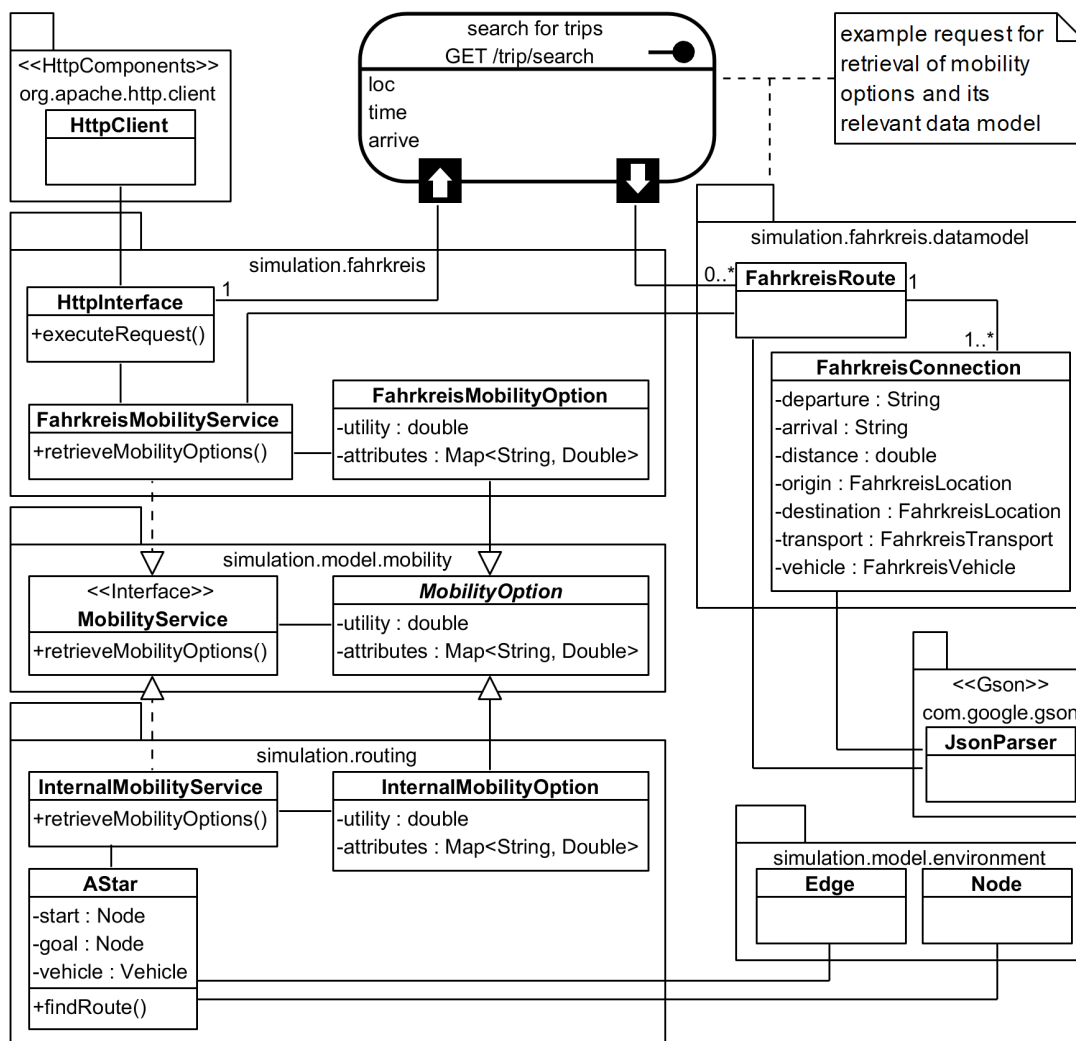 <<HttpComponents>>
org.apache.http.client
HttpClient
search for trips
GET /trip/search
loc
time
arrive
example request for
retrieval of mobility
options and its
relevant data model
simulation.fahrkreis
HttpInterface
+executeRequest()
1
FahrkreisMobilityService
+retrieveMobilityOptions()
FahrkreisMobilityOption
-utility : double
-attributes : Map<String, Double>
simulation.fahrkreis.datamodel
0..*
FahrkreisRoute
1
1..*
FahrkreisConnection
-departure : String
-arrival : String
-distance : double
-origin : FahrkreisLocation
-destination : FahrkreisLocation
-transport : FahrkreisTransport
-vehicle : FahrkreisVehicle
simulation.model.mobility
<<Interface>>
MobilityService
+retrieveMobilityOptions()
MobilityOption
-utility : double
-attributes : Map<String, Double>
<<Gson>>
com.google.gson
JsonParser
simulation.routing
InternalMobilityService
+retrieveMobilityOptions()
InternalMobilityOption
-utility : double
-attributes : Map<String, Double>
AStar
-start : Node
-goal : Node
-vehicle : Vehicle
+findRoute()
simulation.model.environment
Edge
Node